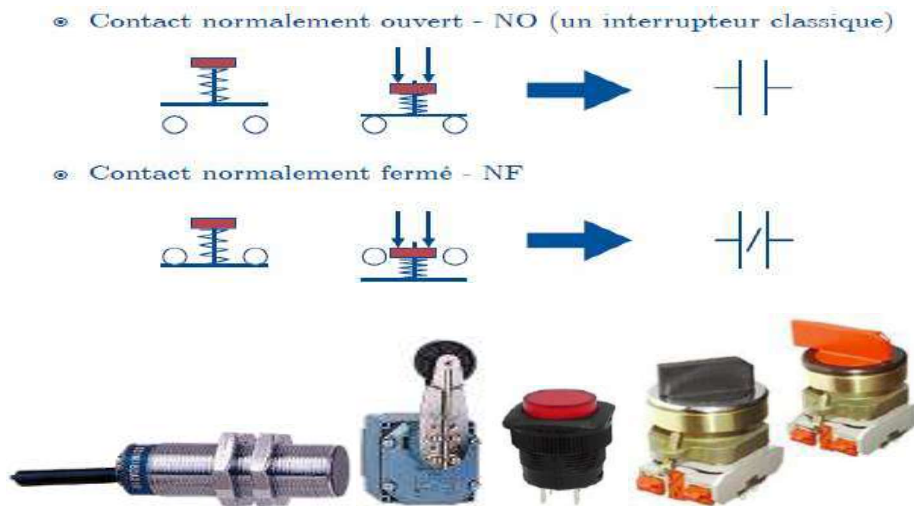 Contact normalement ouvert - NO (un interrupteur classique)
Contact normalement fermé - NF